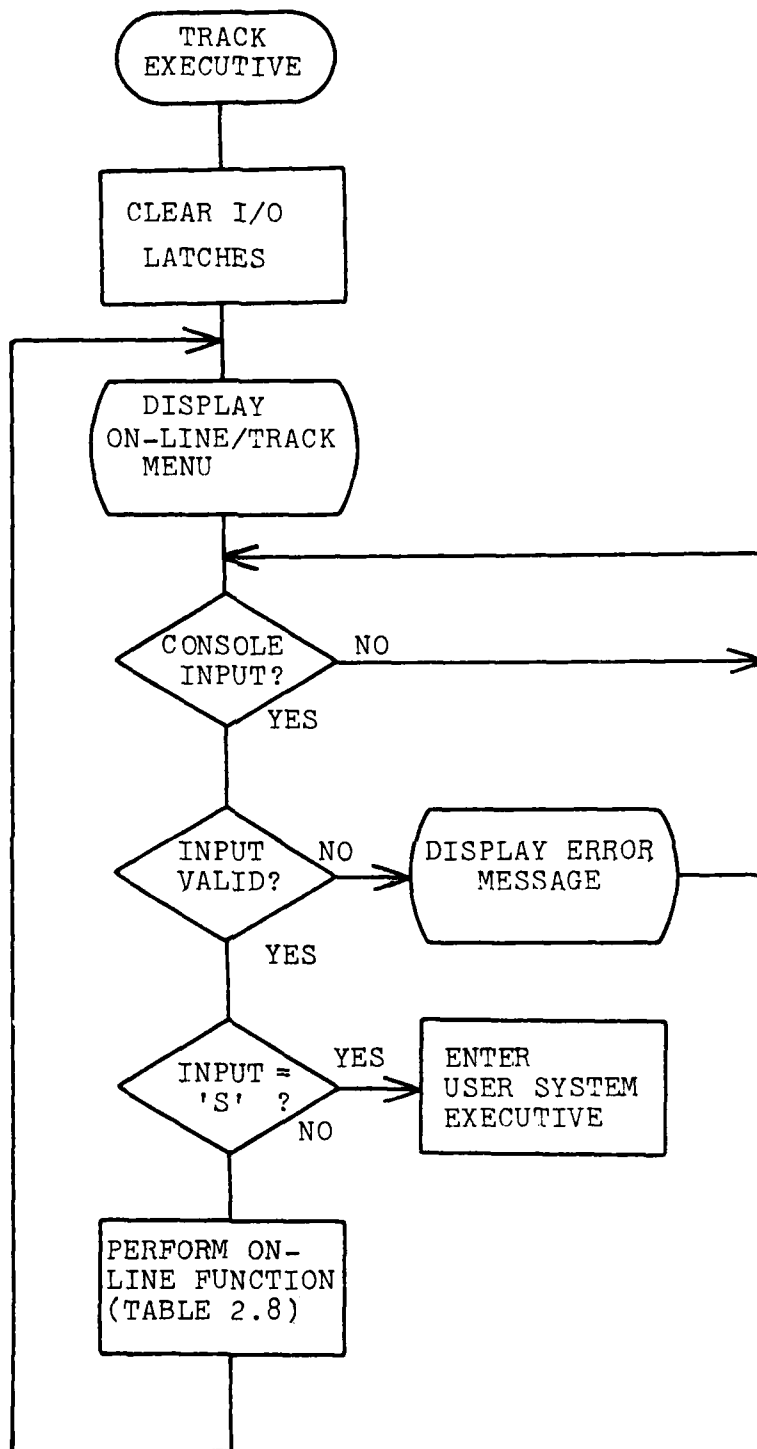 TRACK
EXECUTIVE
CLEAR I/O
LATCHES
DISPLAY
ON-LINE/TRACK
MENU
CONSOLE
INPUT?
NO
YES
INPUT
VALID?
NO
DISPLAY ERROR
MESSAGE
YES
INPUT =
'S' ?
YES
ENTER
USER SYSTEM
EXECUTIVE
NO
PERFORM ON-
LINE FUNCTION
(TABLE 2.8)